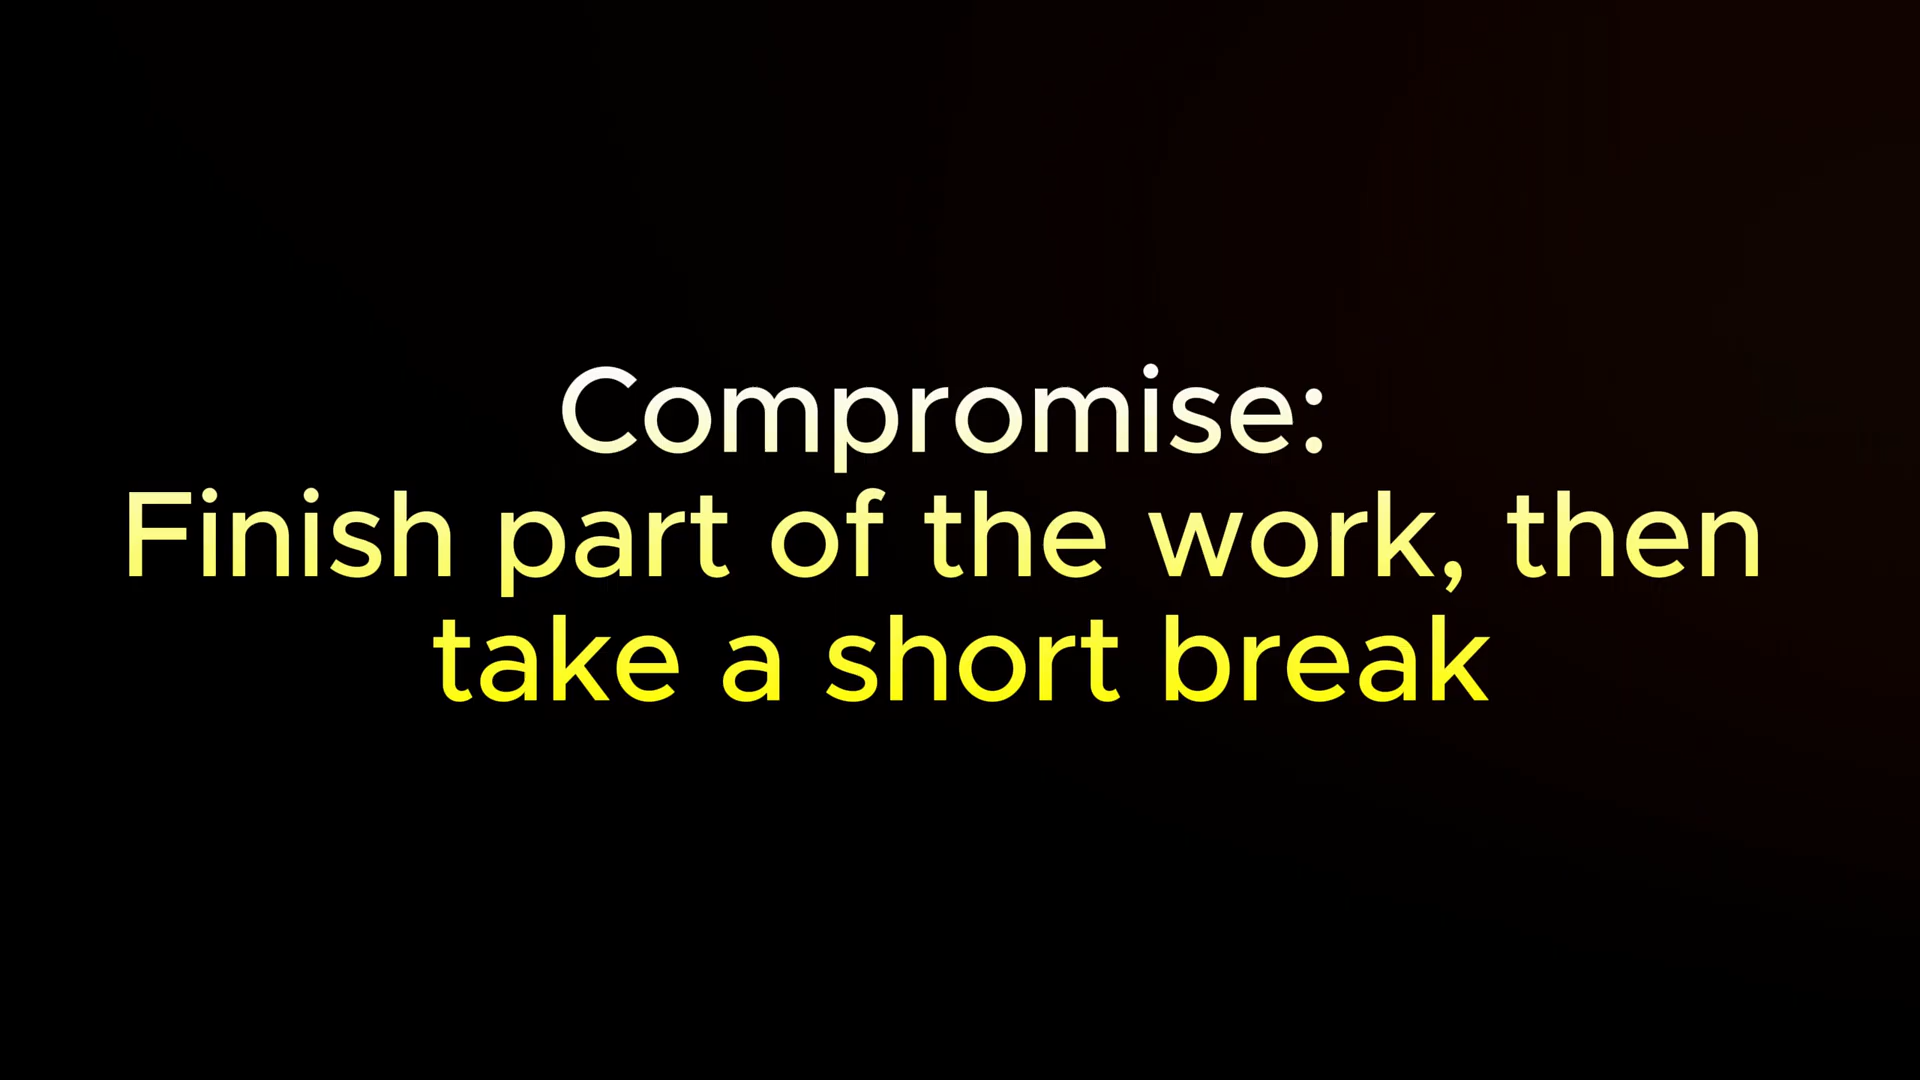 Compromise:
Finish part of the work, then
take a short break